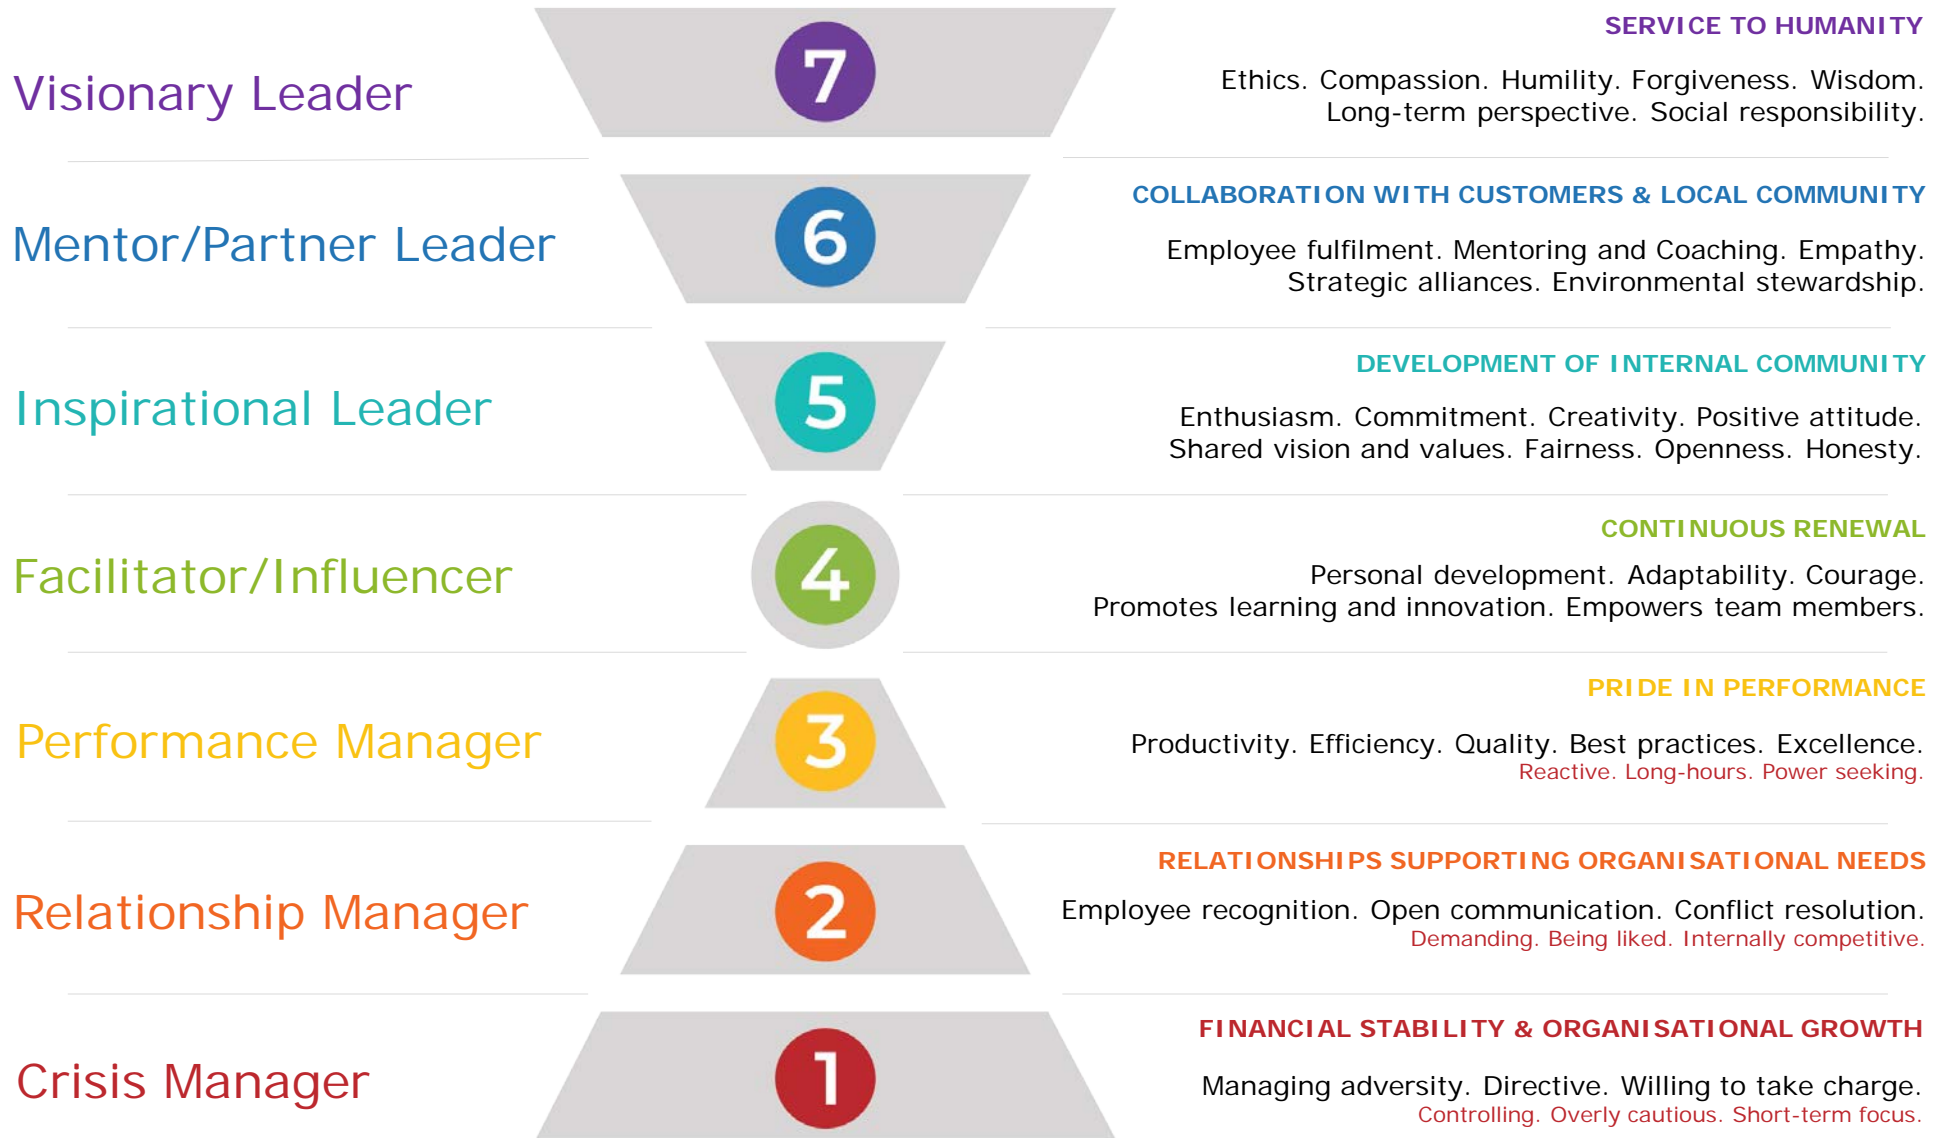 Visionary Leader
7
SERVICE TO HUMANITY
Ethics. Compassion. Humility. Forgiveness. Wisdom.
Long-term perspective. Social responsibility.
Mentor/Partner Leader
6
COLLABORATION WITH CUSTOMERS & LOCAL COMMUNITY
Employee fulfilment. Mentoring and Coaching. Empathy.
Strategic alliances. Environmental stewardship.
Inspirational Leader
5
DEVELOPMENT OF INTERNAL COMMUNITY
Enthusiasm. Commitment. Creativity. Positive attitude.
Shared vision and values. Fairness. Openness. Honesty.
Facilitator/Influencer
4
CONTINUOUS RENEWAL
Personal development. Adaptability. Courage.
Promotes learning and innovation. Empowers team members.
Performance Manager
3
PRIDE IN PERFORMANCE
Productivity. Efficiency. Quality. Best practices. Excellence.
Reactive. Long-hours. Power seeking.
Relationship Manager
2
RELATIONSHIPS SUPPORTING ORGANISATIONAL NEEDS
Employee recognition. Open communication. Conflict resolution.
Demanding. Being liked. Internally competitive.
Crisis Manager
1
FINANCIAL STABILITY & ORGANISATIONAL GROWTH
Managing adversity. Directive. Willing to take charge.
Controlling. Overly cautious. Short-term focus.